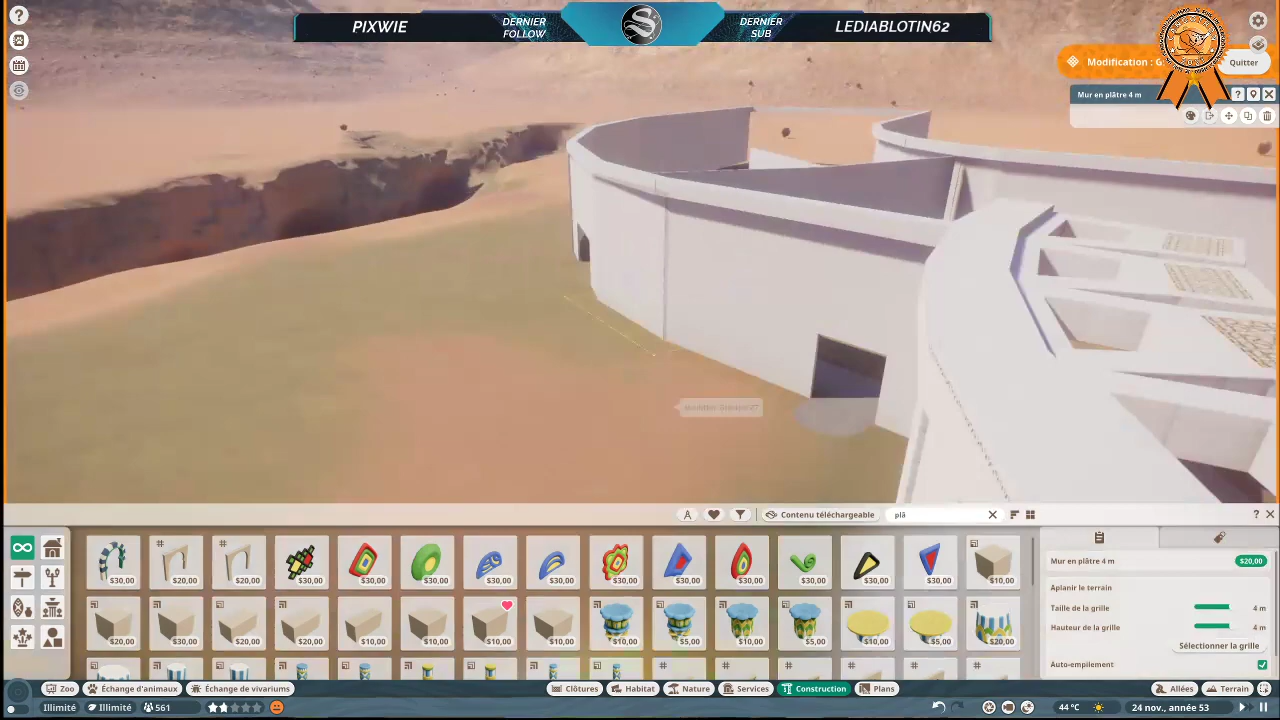 PIXWIE
DERNIER FOLLOW
DERNIER SUB
LEDIABLOTIN62
Modification : G
Quitter
Mur en plâtre 4 m
Contenu téléchargeable
plâ
$30,00 $20,00 $20,00 $30,00 $30,00 $30,00 $30,00 $30,00 $30,00 $30,00 $30,00 $30,00 $30,00 $30,00 $10,00
$20,00 $30,00 $20,00 $20,00 $10,00 $10,00 $10,00 $10,00 $10,00 $5,00 $10,00 $5,00 $10,00 $5,00 $20,00
Mur en plâtre 4 m
$20,00
Aplanir le terrain
Taille de la grille 4 m
Hauteur de la grille 4 m
Sélectionner la grille
Auto-empilement
Zoo
Échange d'animaux
Échange de vivariums
Clôtures
Habitat
Nature
Services
Construction
Plans
Allées
Terrain
Illimité
Illimité
561
44 °C
24 nov., année 53